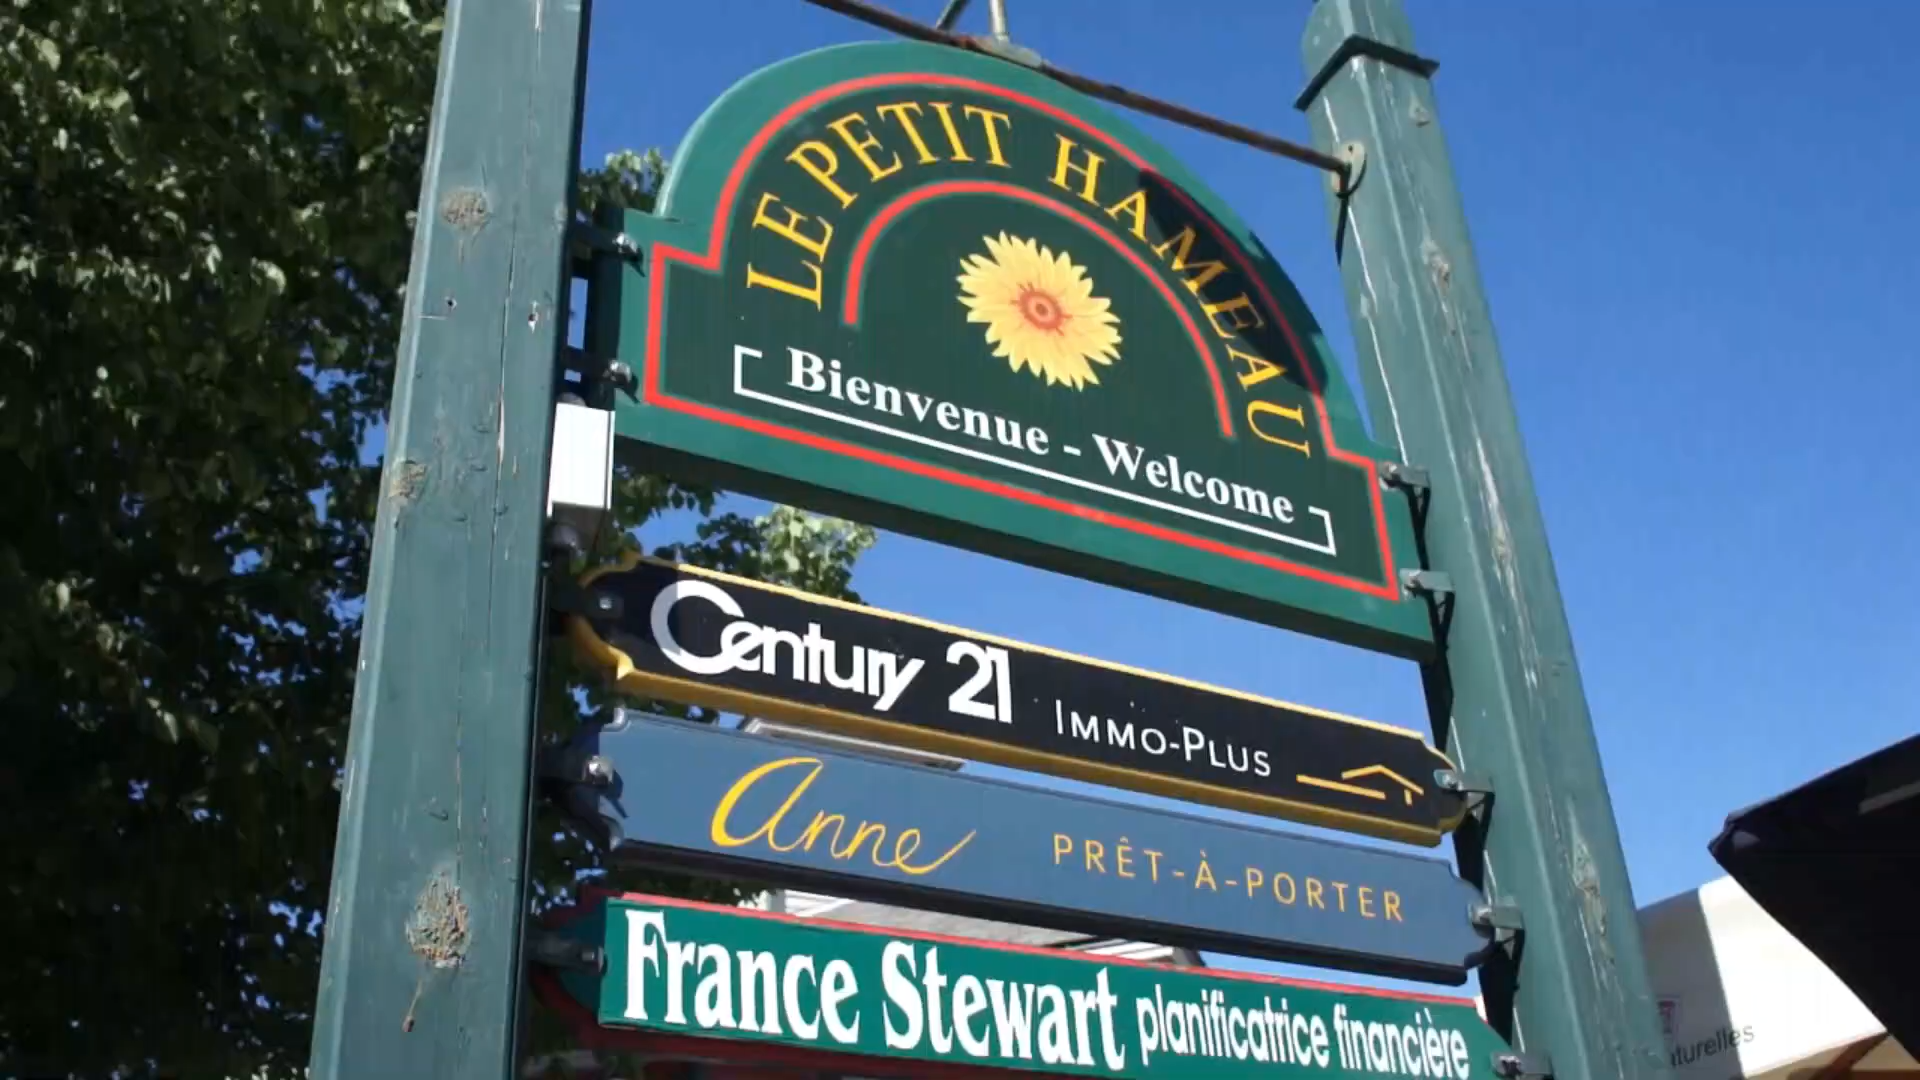 LE PETIT HAMEAU
Bienvenue - Welcome
Century 21 IMMO-PLUS
Anne PRÊT-À-PORTER
France Stewart planificatrice financière